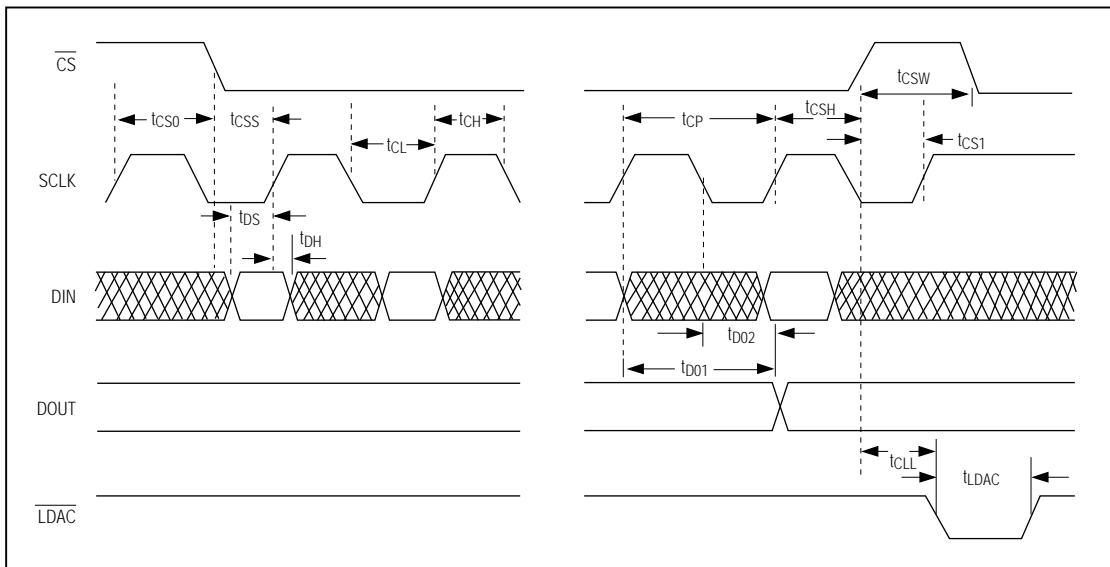 CS
tCSW
tCS0
tCSS
tCL
tCH
tCP
tCSH
tCS1
SCLK
tDS
tDH
DIN
tD02
tD01
DOUT
tCLL
tLDAC
LDAC